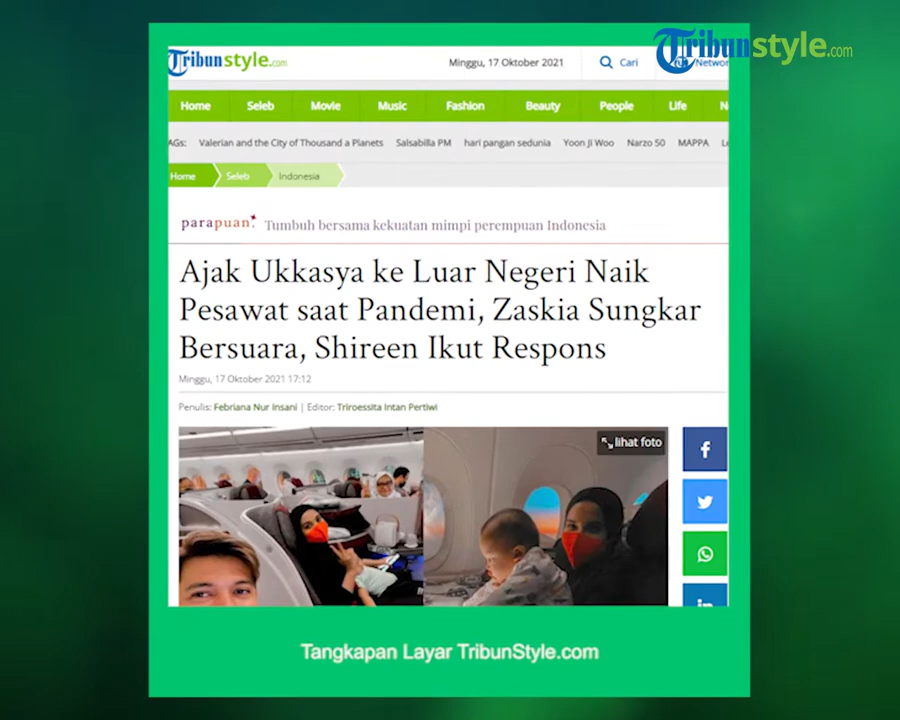 Tribunstyle.com
Tribunstyle.com Minggu, 17 Oktober 2021 Cari Networ
Home Seleb Movie Music Fashion Beauty People Life N
AGs: Valerian and the City of Thousand a Planets Salsabilla PM hari pangan sedunia Yoon Ji Woo Narzo 50 MAPPA Le
Home Seleb Indonesia
parapuan Tumbuh bersama kekuatan mimpi perempuan Indonesia
Ajak Ukkasya ke Luar Negeri Naik
Pesawat saat Pandemi, Zaskia Sungkar
Bersuara, Shireen Ikut Respons
Minggu, 17 Oktober 2021 17:12
Penulis: Febriana Nur Insani | Editor: Triroessita Intan Pertiwi
lihat foto
Tangkapan Layar TribunStyle.com